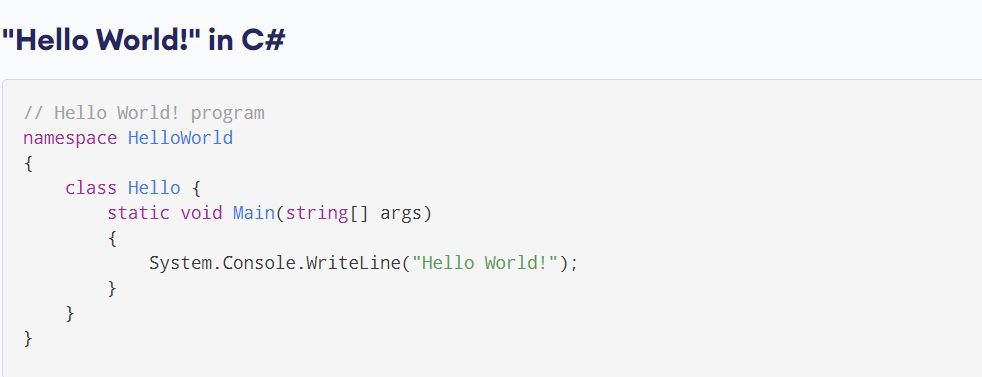 "Hello World!" in C#
// Hello World! program
namespace HelloWorld
{
    class Hello {
        static void Main(string[] args)
        {
            System.Console.WriteLine("Hello World!");
        }
    }
}